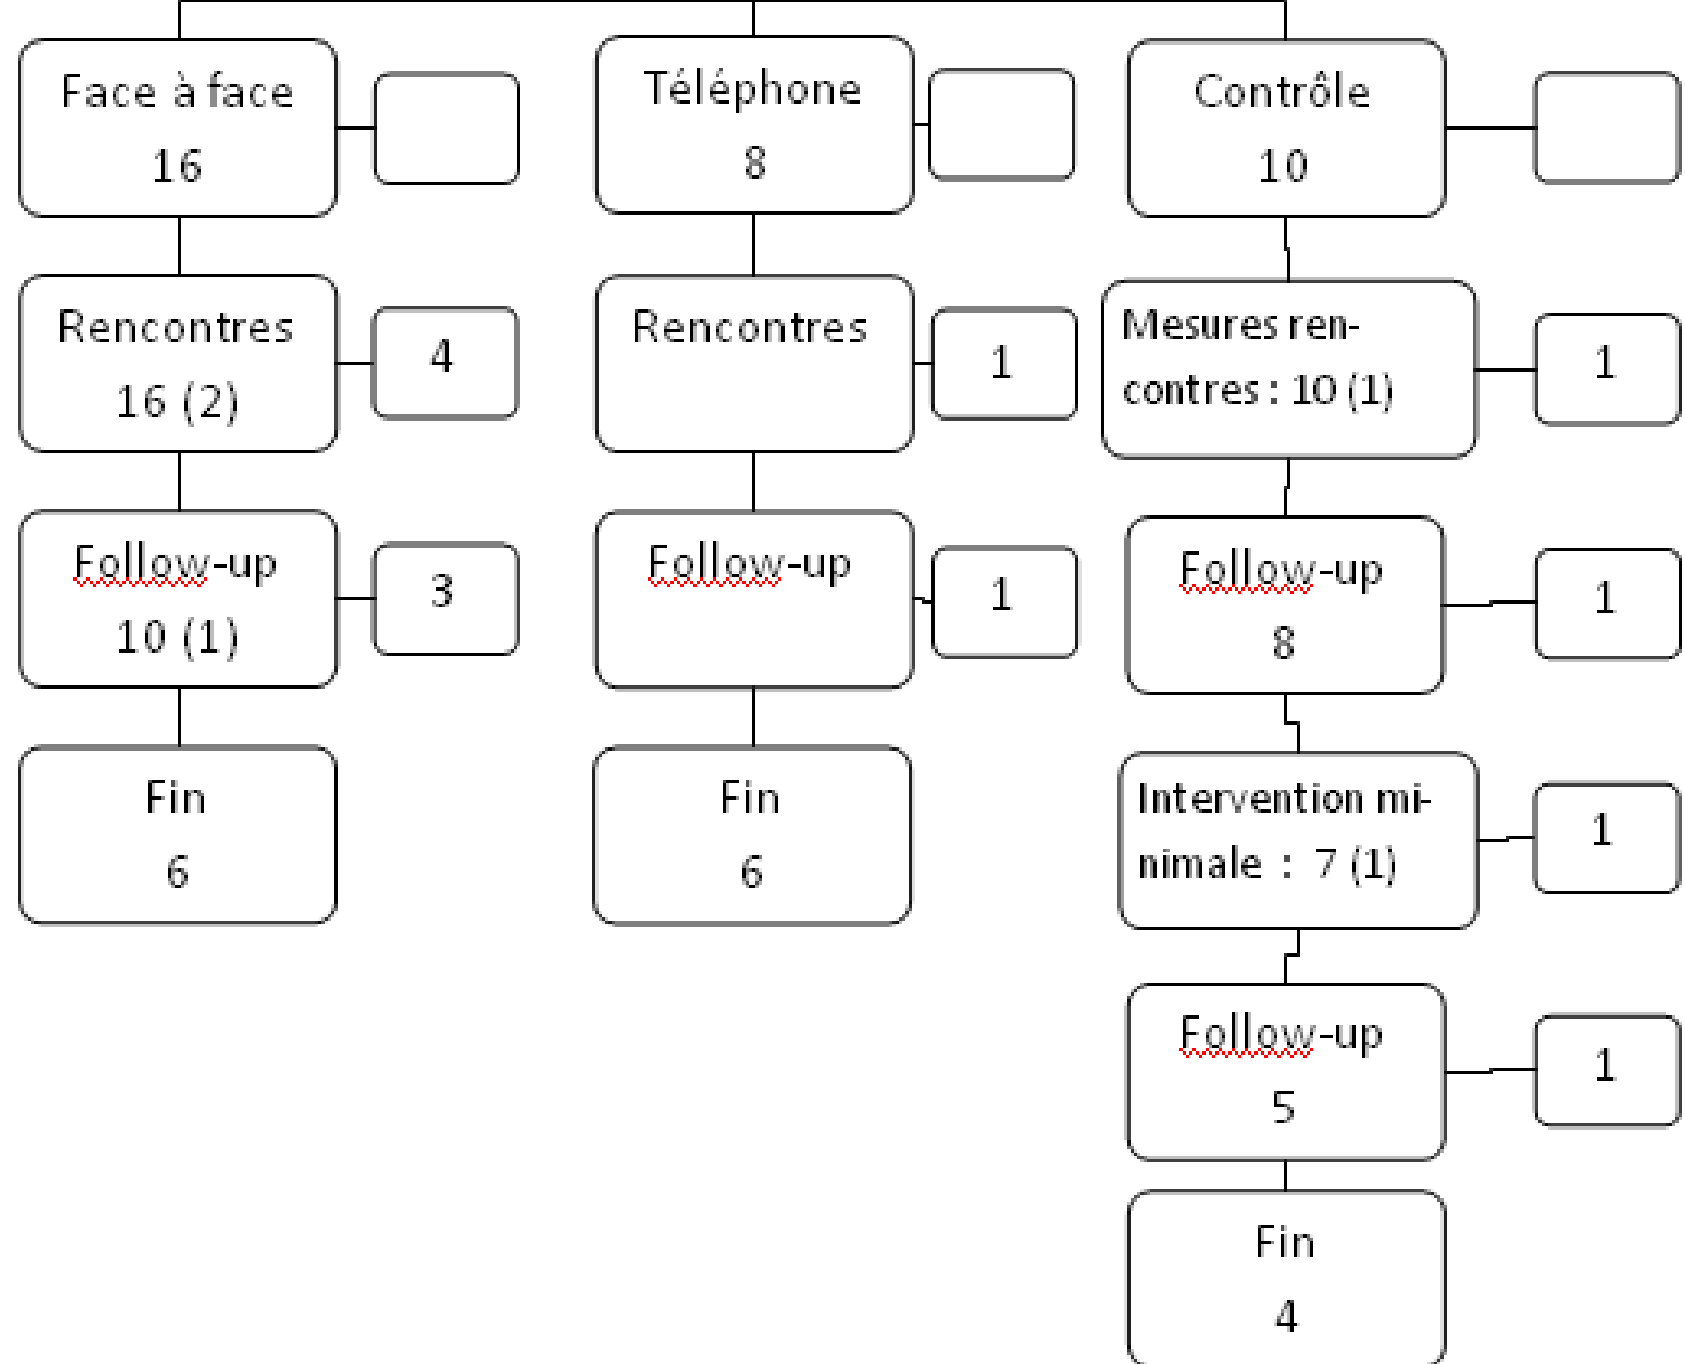 Face à face
16
Téléphone
8
Contrôle
10
Rencontres
16 (2)
4
Rencontres
1
Mesures ren-
contres : 10 (1)
1
Follow-up
10 (1)
3
Follow-up
1
Follow-up
8
1
Fin
6
Fin
6
Intervention mi-
nimale : 7 (1)
1
Follow-up
5
1
Fin
4